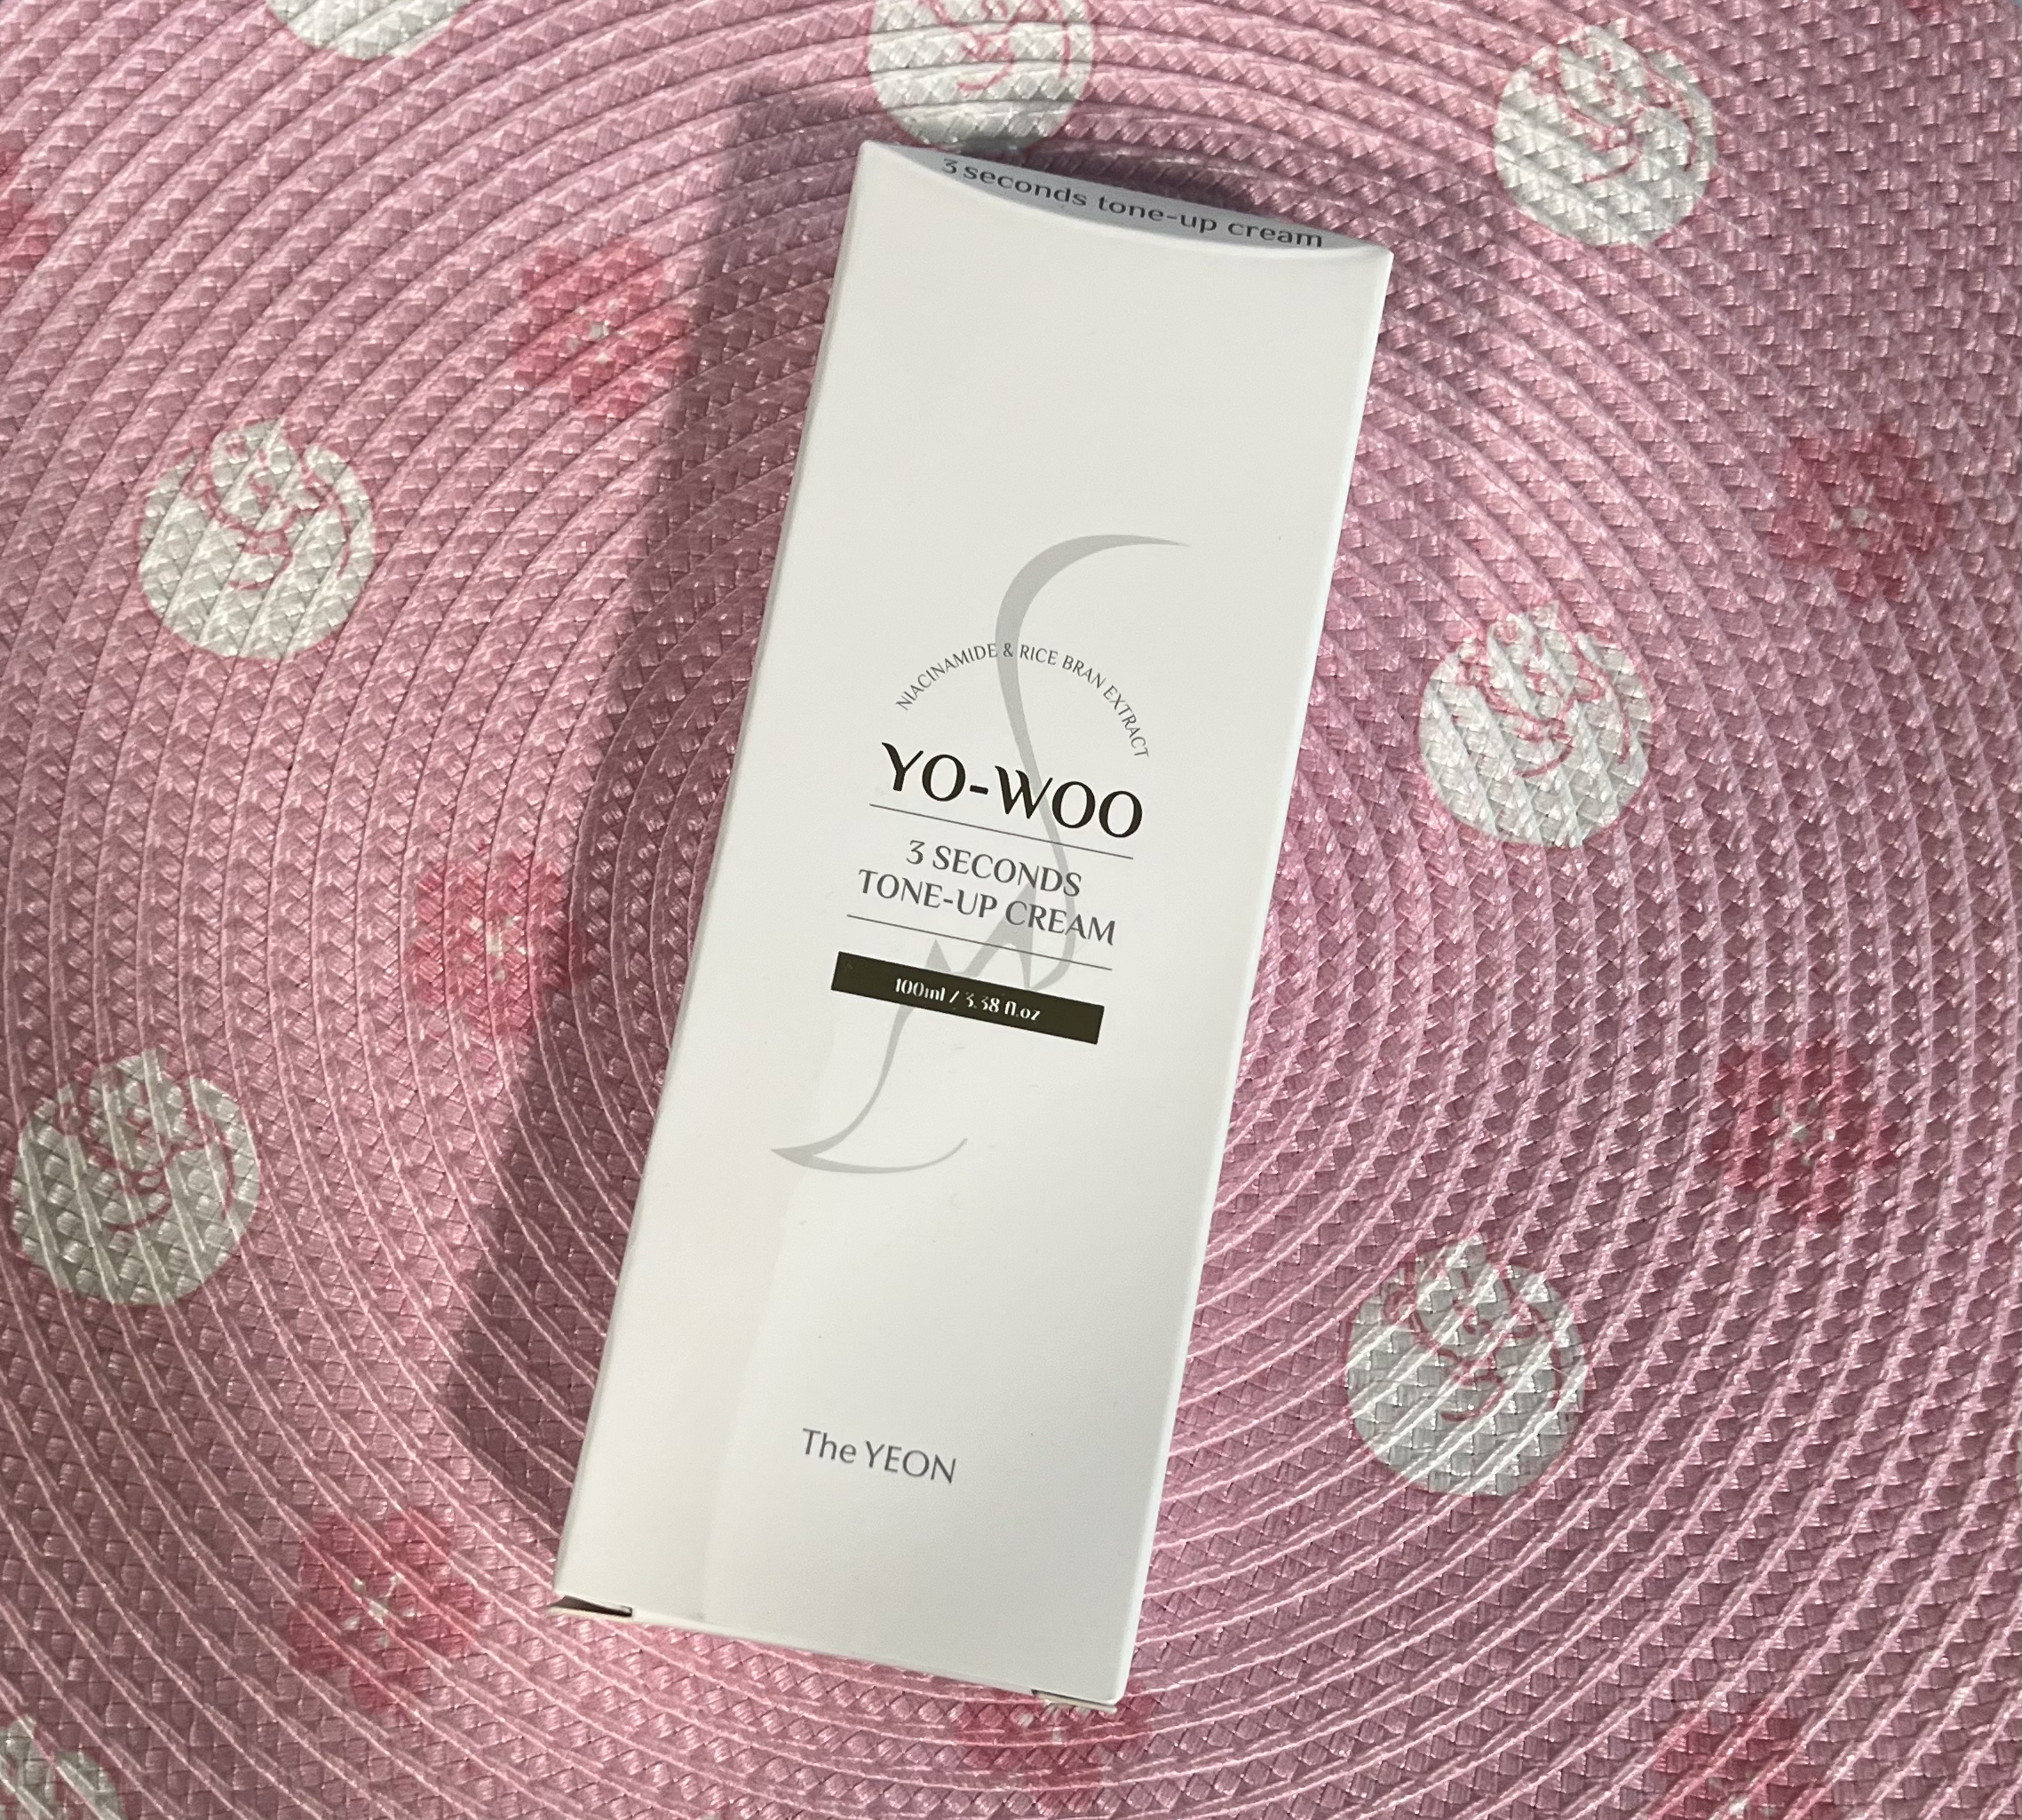 3 seconds tone-up cream
NIACINAMIDE & RICE BRAN EXTRACT
YO-WOO
3 SECONDS
TONE-UP CREAM
100ml / 3.38 fl.oz
The YEON